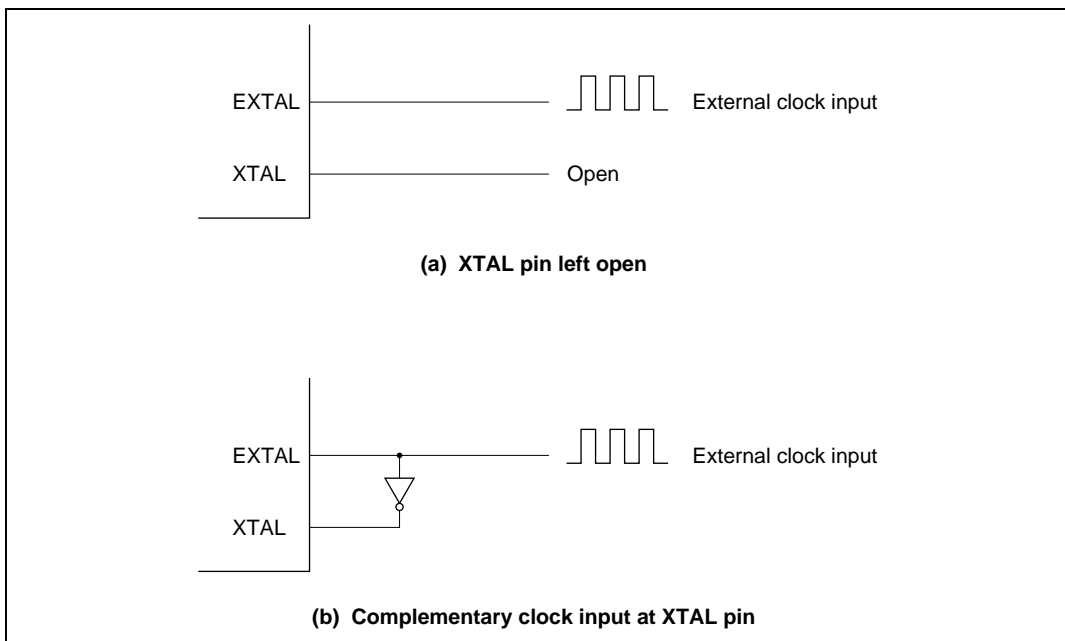 EXTAL
External clock input
XTAL
Open
(a) XTAL pin left open
EXTAL
External clock input
XTAL
(b) Complementary clock input at XTAL pin